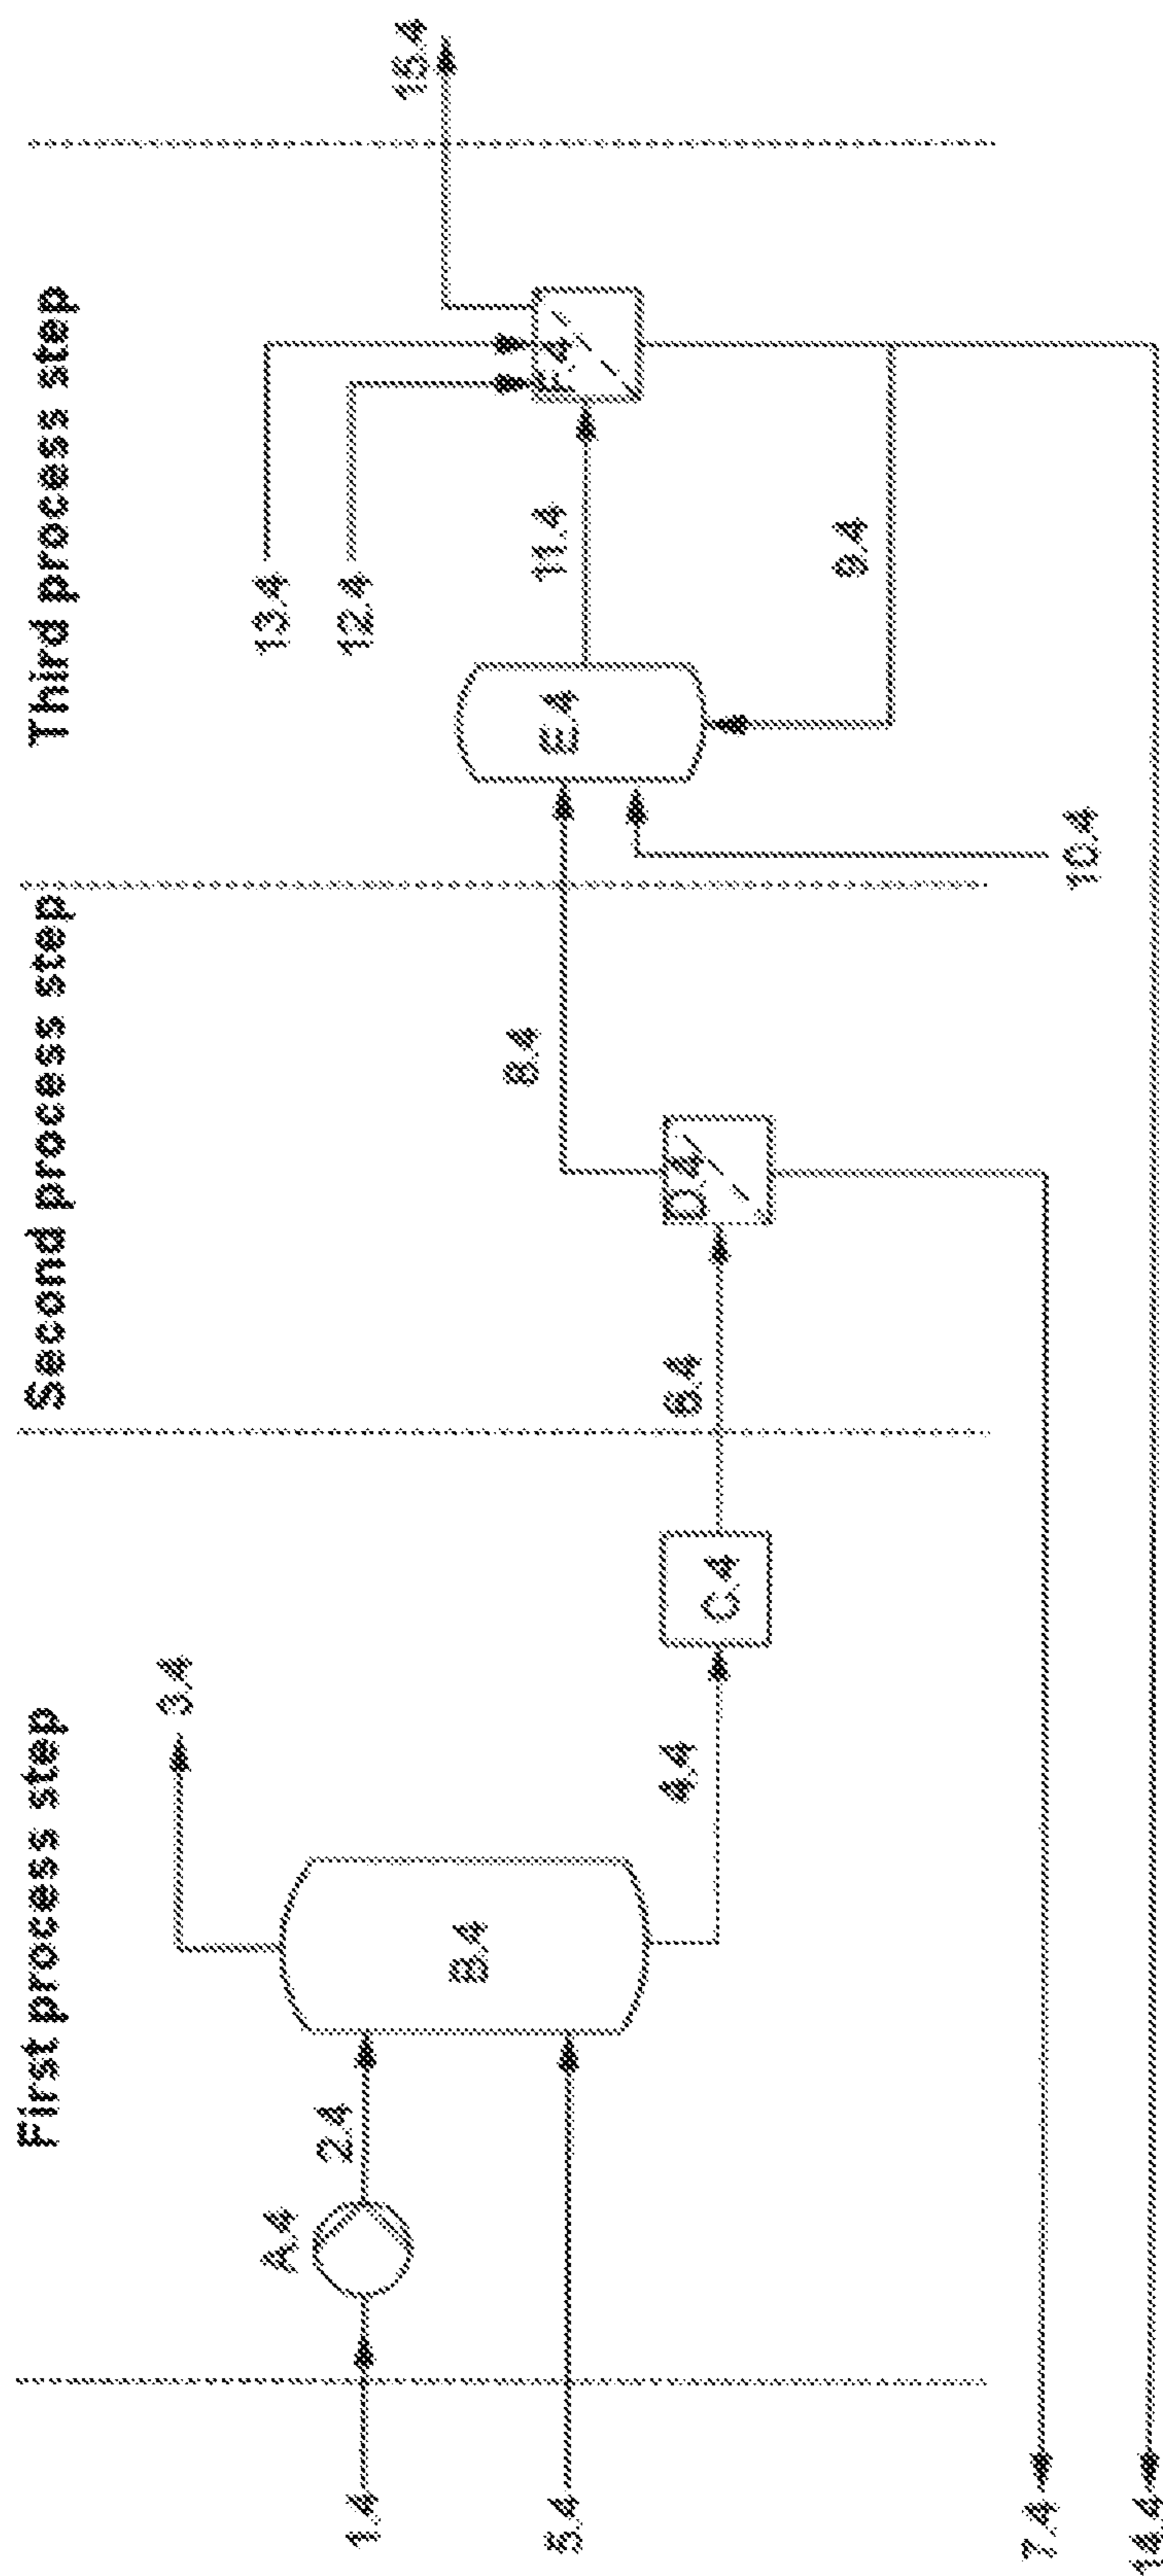 First process step
Second process step
Third process step
1.4
A.4
2.4
5.4
B.4
3.4
4.4
C.4
6.4
D.4
7.4
8.4
10.4
E.4
9.4
11.4
12.4
13.4
F.4
14.4
15.4